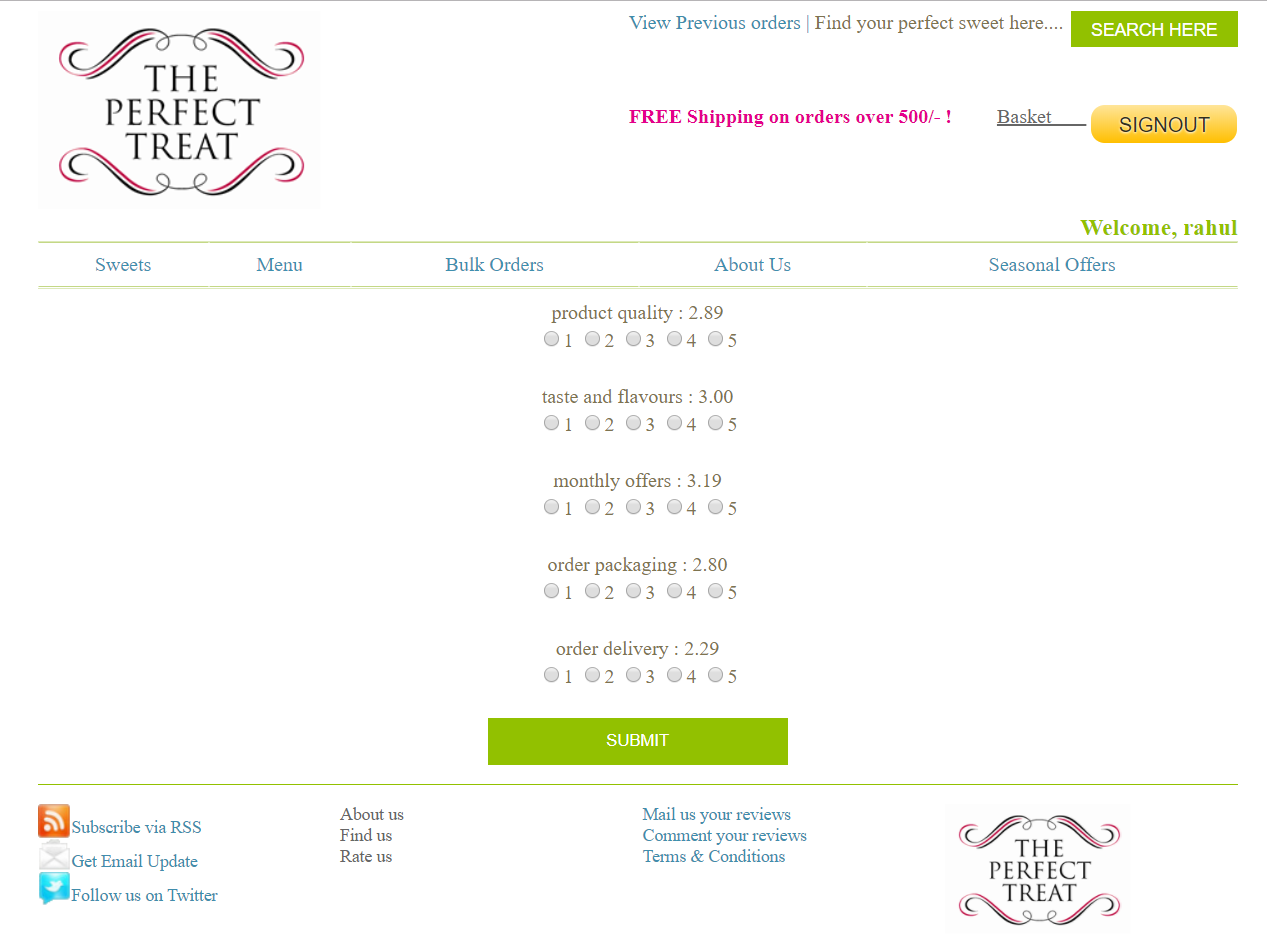 THE
PERFECT
TREAT
View Previous orders | Find your perfect sweet here.... SEARCH HERE
FREE Shipping on orders over 500/- ! Basket SIGNOUT
Welcome, rahul
Sweets Menu Bulk Orders About Us Seasonal Offers
product quality : 2.89
1 2 3 4 5
taste and flavours : 3.00
1 2 3 4 5
monthly offers : 3.19
1 2 3 4 5
order packaging : 2.80
1 2 3 4 5
order delivery : 2.29
1 2 3 4 5
SUBMIT
Subscribe via RSS
Get Email Update
Follow us on Twitter
About us
Find us
Rate us
Mail us your reviews
Comment your reviews
Terms & Conditions
THE
PERFECT
TREAT